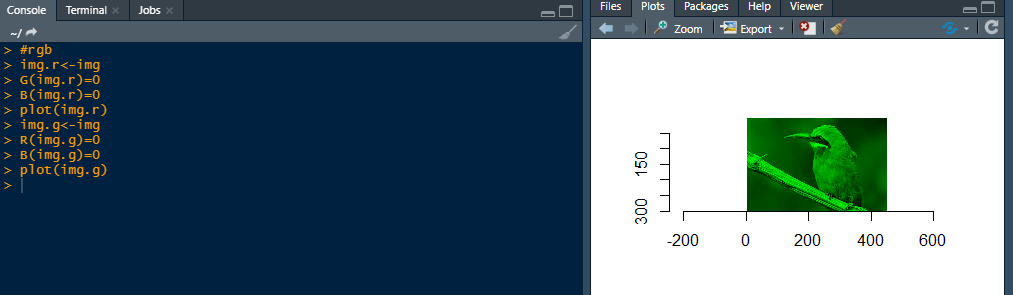 Console Terminal × Jobs ×
~/
> #rgb
> img.r<-img
> G(img.r)=0
> B(img.r)=0
> plot(img.r)
> img.g<-img
> R(img.g)=0
> B(img.g)=0
> plot(img.g)
>
Files Plots Packages Help Viewer
Zoom Export
150
300
-200 0 200 400 600